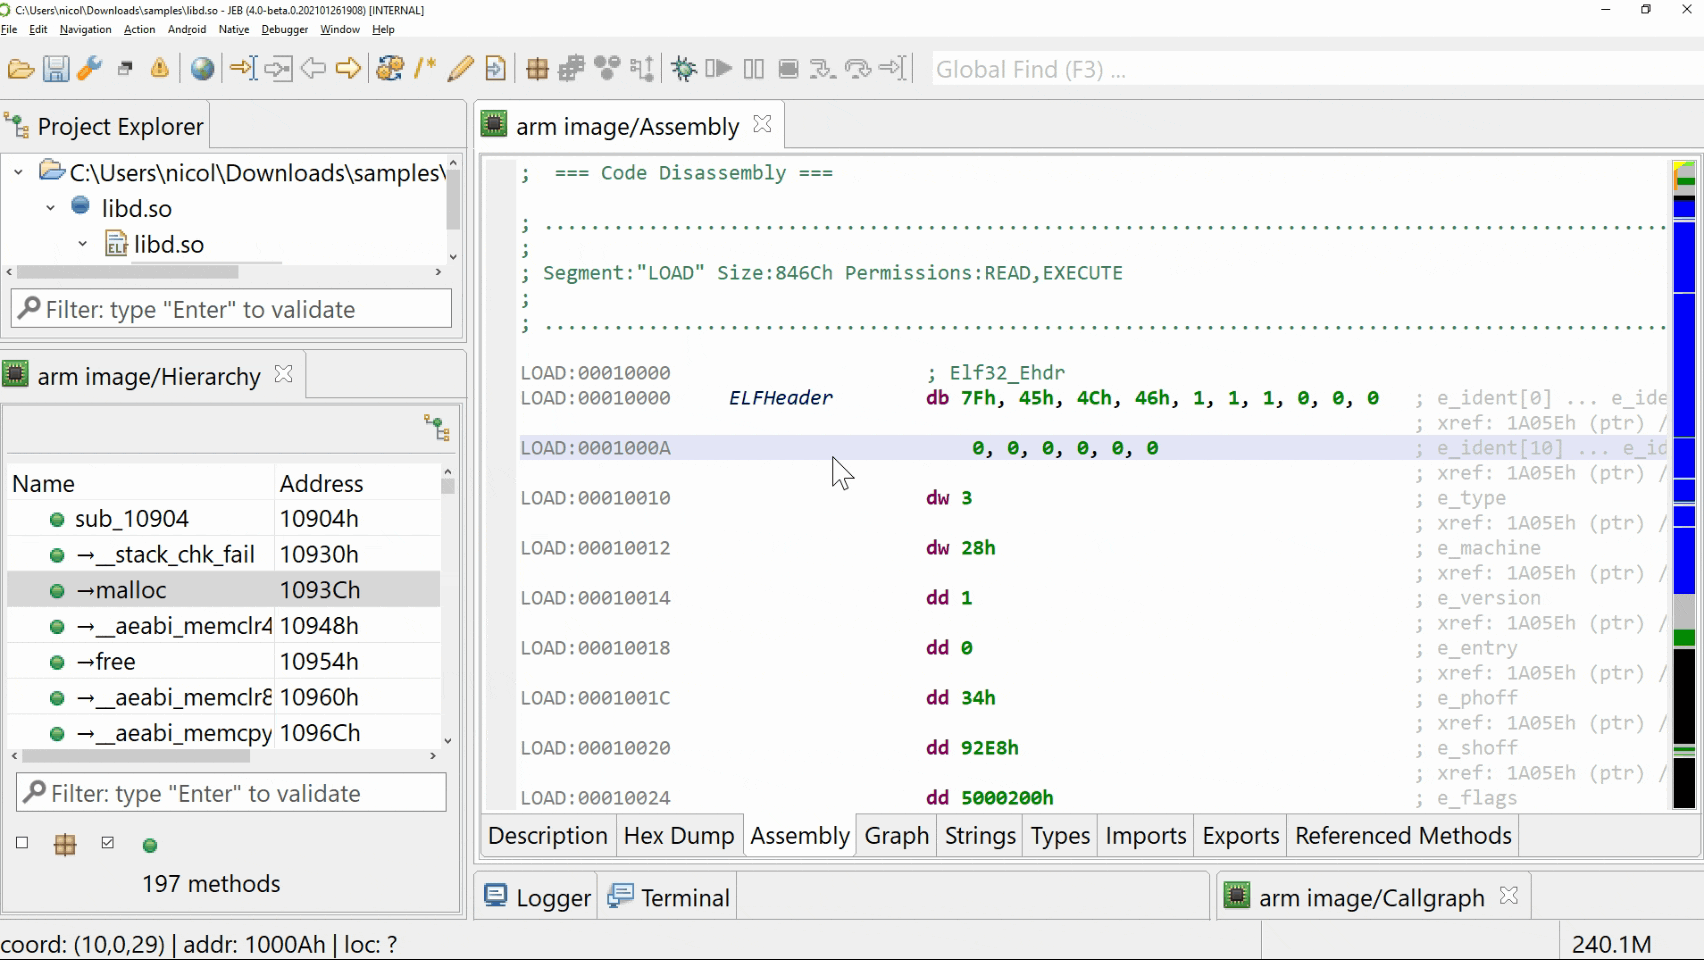 C:\Users\nicol\Downloads\samples\libd.so - JEB (4.0-beta.0.202101261908) [INTERNAL]
File Edit Navigation Action Android Native Debugger Window Help
Global Find (F3) ...
Project Explorer
C:\Users\nicol\Downloads\samples\
libd.so
libd.so
Filter: type "Enter" to validate
arm image/Hierarchy
Name Address
sub_10904 10904h
→__stack_chk_fail 10930h
→malloc 1093Ch
→__aeabi_memclr4 10948h
→free 10954h
→__aeabi_memclr8 10960h
→__aeabi_memcpy 1096Ch
Filter: type "Enter" to validate
197 methods
arm image/Assembly
; === Code Disassembly ===
; ................................................................................................
;
; Segment:"LOAD" Size:846Ch Permissions:READ,EXECUTE
;
; ................................................................................................
LOAD:00010000 ; Elf32_Ehdr
LOAD:00010000 ELFHeader db 7Fh, 45h, 4Ch, 46h, 1, 1, 1, 0, 0, 0 ; e_ident[0] ... e_ide
; xref: 1A05Eh (ptr) /
LOAD:0001000A 0, 0, 0, 0, 0, 0 ; e_ident[10] ... e_id
; xref: 1A05Eh (ptr) /
LOAD:00010010 dw 3 ; e_type
; xref: 1A05Eh (ptr) /
LOAD:00010012 dw 28h ; e_machine
; xref: 1A05Eh (ptr) /
LOAD:00010014 dd 1 ; e_version
; xref: 1A05Eh (ptr) /
LOAD:00010018 dd 0 ; e_entry
; xref: 1A05Eh (ptr) /
LOAD:0001001C dd 34h ; e_phoff
; xref: 1A05Eh (ptr) /
LOAD:00010020 dd 92E8h ; e_shoff
; xref: 1A05Eh (ptr) /
LOAD:00010024 dd 5000200h ; e_flags
Description Hex Dump Assembly Graph Strings Types Imports Exports Referenced Methods
Logger Terminal arm image/Callgraph
coord: (10,0,29) | addr: 1000Ah | loc: ? 240.1M